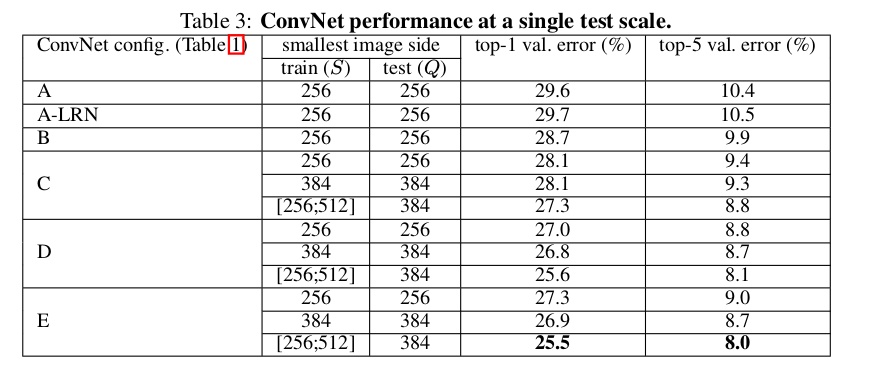 Table 3: ConvNet performance at a single test scale.
ConvNet config. (Table 1) smallest image side top-1 val. error (%) top-5 val. error (%)
train (S) test (Q)
A 256 256 29.6 10.4
A-LRN 256 256 29.7 10.5
B 256 256 28.7 9.9
256 256 28.1 9.4
C 384 384 28.1 9.3
[256;512] 384 27.3 8.8
256 256 27.0 8.8
D 384 384 26.8 8.7
[256;512] 384 25.6 8.1
256 256 27.3 9.0
E 384 384 26.9 8.7
[256;512] 384 25.5 8.0